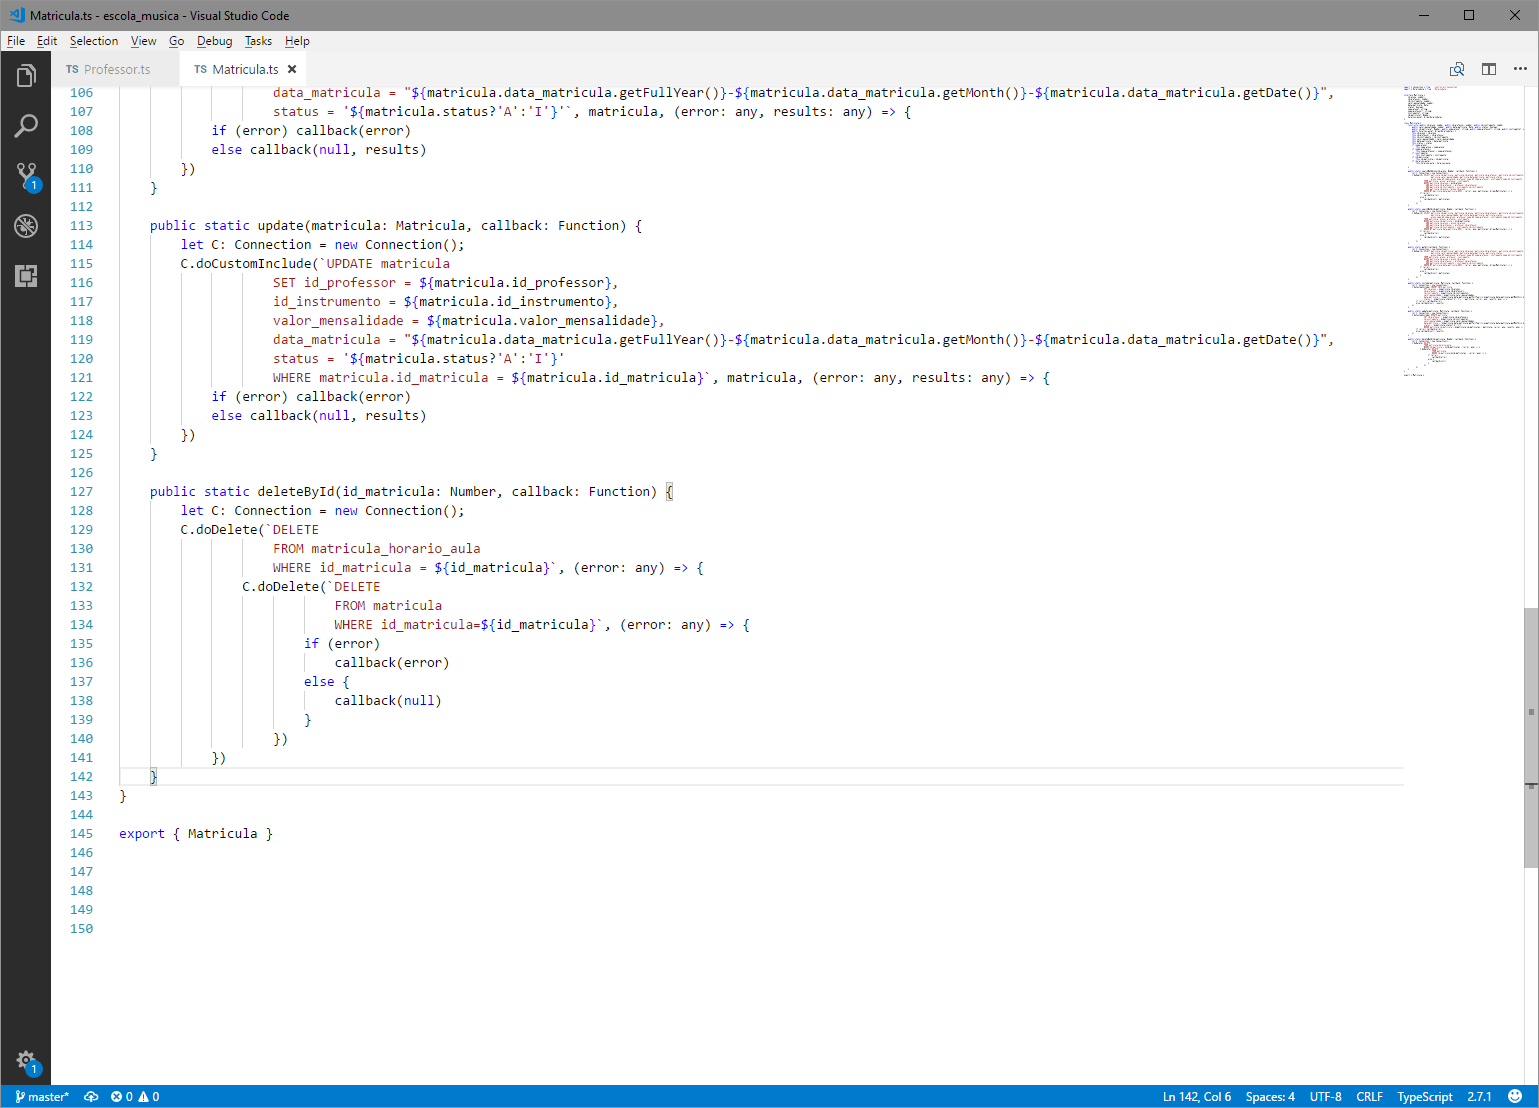 Matricula.ts - escola_musica - Visual Studio Code
File Edit Selection View Go Debug Tasks Help
TS Professor.ts TS Matricula.ts
106 data_matricula = "${matricula.data_matricula.getFullYear()}-${matricula.data_matricula.getMonth()}-${matricula.data_matricula.getDate()}",
107 status = '${matricula.status?'A':'I'}'`, matricula, (error: any, results: any) => {
108 if (error) callback(error)
109 else callback(null, results)
110 })
111 }
112
113 public static update(matricula: Matricula, callback: Function) {
114 let C: Connection = new Connection();
115 C.doCustomInclude(`UPDATE matricula
116 SET id_professor = ${matricula.id_professor},
117 id_instrumento = ${matricula.id_instrumento},
118 valor_mensalidade = ${matricula.valor_mensalidade},
119 data_matricula = "${matricula.data_matricula.getFullYear()}-${matricula.data_matricula.getMonth()}-${matricula.data_matricula.getDate()}",
120 status = '${matricula.status?'A':'I'}'
121 WHERE matricula.id_matricula = ${matricula.id_matricula}`, matricula, (error: any, results: any) => {
122 if (error) callback(error)
123 else callback(null, results)
124 })
125 }
126
127 public static deleteById(id_matricula: Number, callback: Function) {
128 let C: Connection = new Connection();
129 C.doDelete(`DELETE
130 FROM matricula_horario_aula
131 WHERE id_matricula = ${id_matricula}`, (error: any) => {
132 C.doDelete(`DELETE
133 FROM matricula
134 WHERE id_matricula=${id_matricula}`, (error: any) => {
135 if (error)
136 callback(error)
137 else {
138 callback(null)
139 }
140 })
141 })
142 }
143 }
144
145 export { Matricula }
146
147
148
149
150
1
1
master* 0 0 Ln 142, Col 6 Spaces: 4 UTF-8 CRLF TypeScript 2.7.1